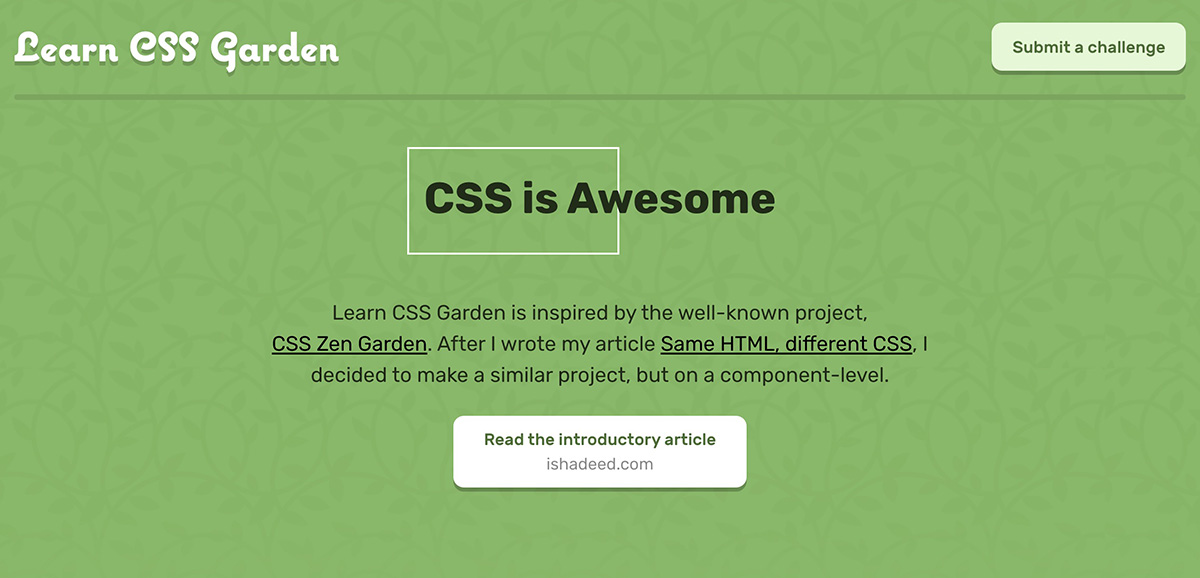 Learn CSS Garden
Submit a challenge
CSS is Awesome
Learn CSS Garden is inspired by the well-known project,
CSS Zen Garden. After I wrote my article Same HTML, different CSS, I
decided to make a similar project, but on a component-level.
Read the introductory article
ishadeed.com